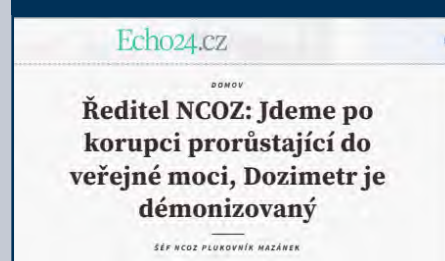 Echo24.cz
DOMOV
Ředitel NCOZ: Jdeme po
korupci prorůstající do
veřejné moci, Dozimetr je
démonizovaný
ŠÉF NCOZ PLUKOVNÍK MAZÁNEK